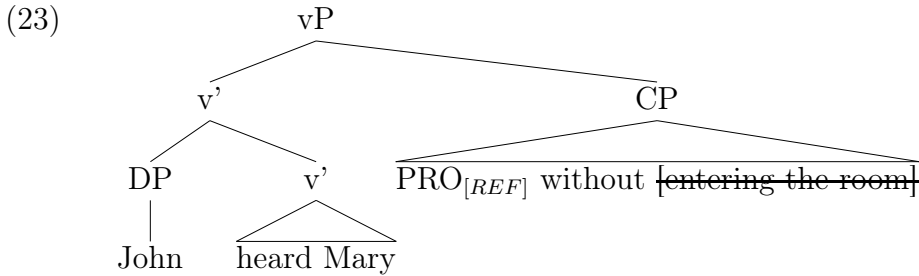 (23) vP
v' CP
DP v' PRO[REF] without [entering the room]
John heard Mary